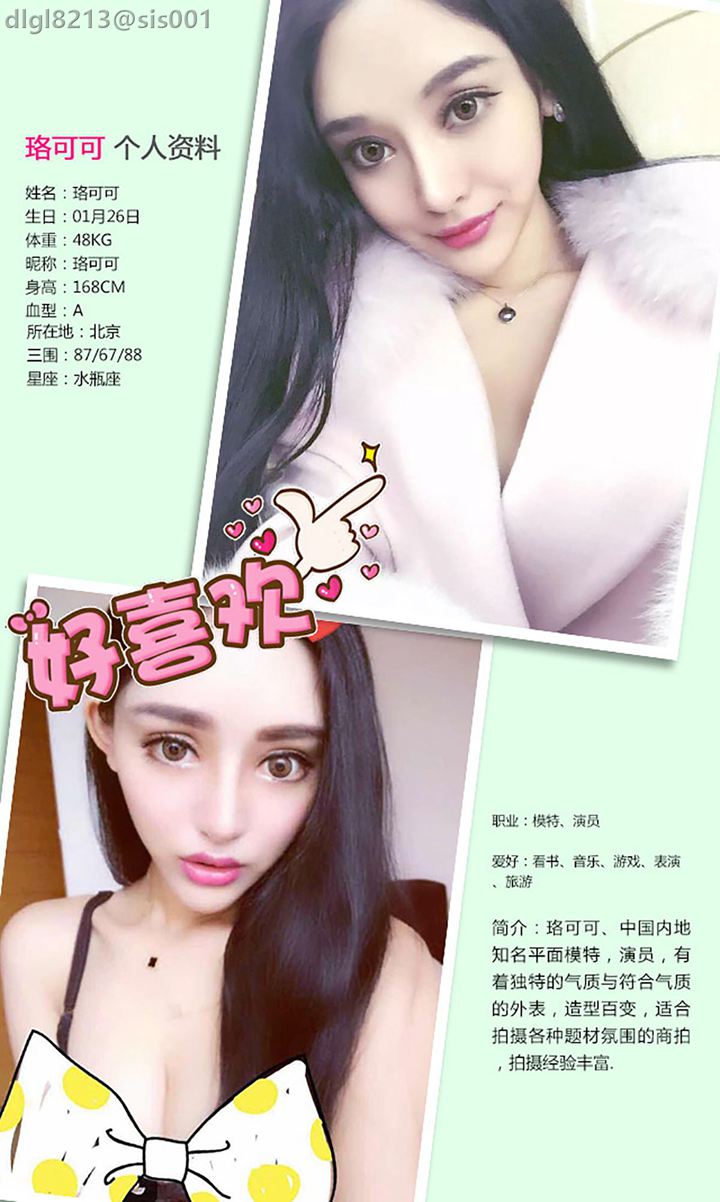 dlgl8213@sis001
珞可可 个人资料
姓名：珞可可
生日：01月26日
体重：48KG
昵称：珞可可
身高：168CM
血型：A
所在地：北京
三围：87/67/88
星座：水瓶座
好喜欢
职业：模特、演员
爱好：看书、音乐、游戏、表演
、旅游
简介：珞可可、中国内地
知名平面模特，演员，有
着独特的气质与符合气质
的外表，造型百变，适合
拍摄各种题材氛围的商拍
，拍摄经验丰富.